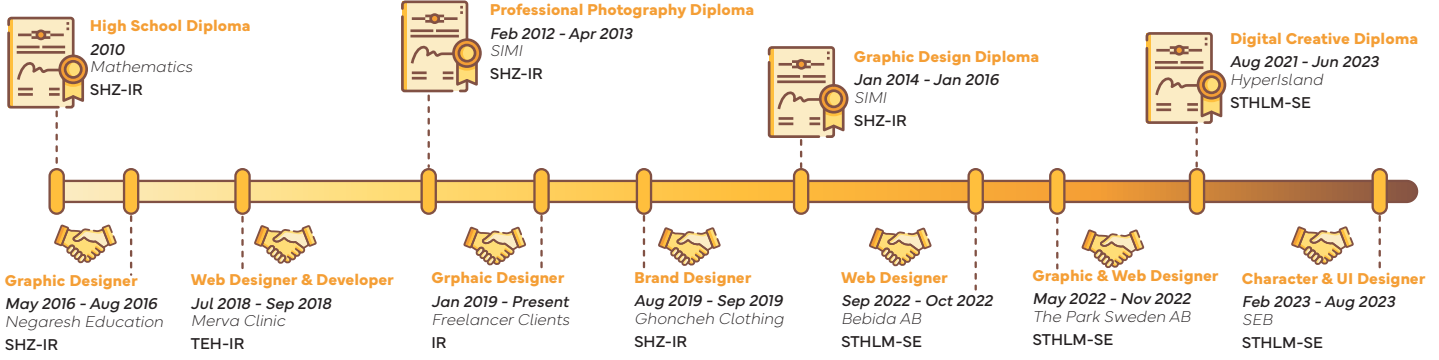 High School Diploma
2010
Mathematics
SHZ-IR
Professional Photography Diploma
Feb 2012 - Apr 2013
SIMI
SHZ-IR
Graphic Design Diploma
Jan 2014 - Jan 2016
SIMI
SHZ-IR
Digital Creative Diploma
Aug 2021 - Jun 2023
HyperIsland
STHLM-SE
Graphic Designer
May 2016 - Aug 2016
Negaresh Education
SHZ-IR
Web Designer & Developer
Jul 2018 - Sep 2018
Merva Clinic
TEH-IR
Grphaic Designer
Jan 2019 - Present
Freelancer Clients
IR
Brand Designer
Aug 2019 - Sep 2019
Ghoncheh Clothing
SHZ-IR
Web Designer
Sep 2022 - Oct 2022
Bebida AB
STHLM-SE
Graphic & Web Designer
May 2022 - Nov 2022
The Park Sweden AB
STHLM-SE
Character & UI Designer
Feb 2023 - Aug 2023
SEB
STHLM-SE